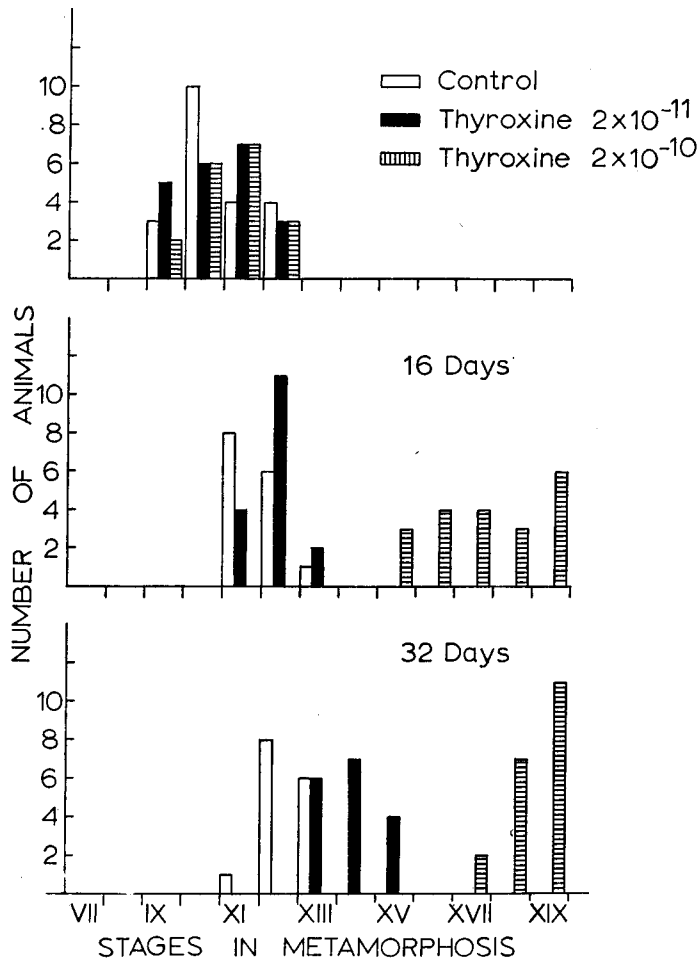 10
8
6
4
2
Control
Thyroxine 2×10⁻¹¹
Thyroxine 2×10⁻¹⁰
NUMBER OF ANIMALS
16 Days
10
8
6
4
2
32 Days
10
8
6
4
2
VII IX XI XIII XV XVII XIX
STAGES IN METAMORPHOSIS